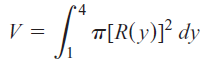 V = ∫₁⁴ π[R(y)]² dy